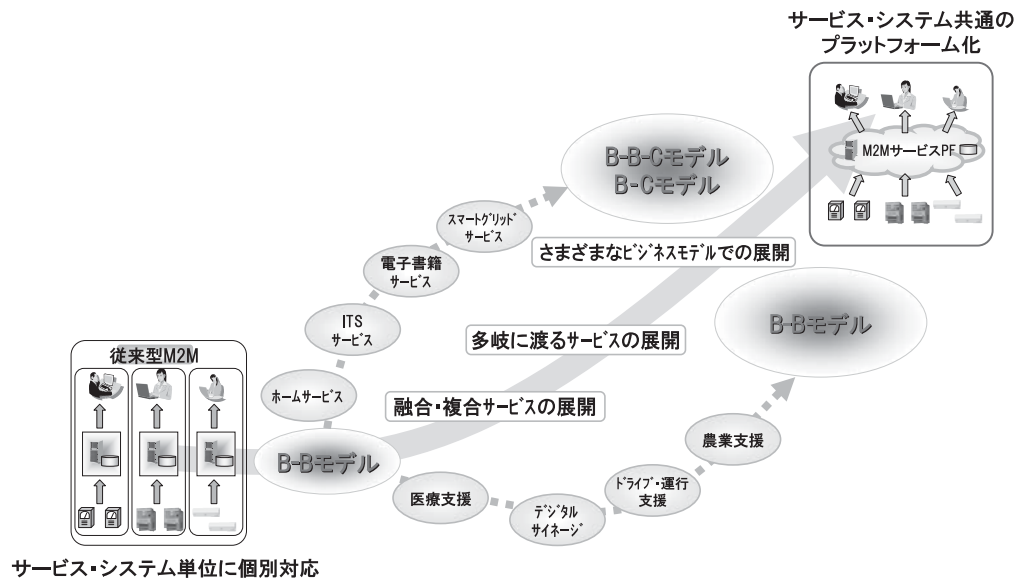 サービス・システム共通の
プラットフォーム化
M2MサービスPF
B-B-Cモデル
B-Cモデル
スマートグリッド
サービス
さまざまなビジネスモデルでの展開
電子書籍
サービス
B-Bモデル
ITS
サービス
多岐に渡るサービスの展開
従来型M2M
ホームサービス
融合・複合サービスの展開
農業支援
B-Bモデル
医療支援
ドライブ・運行
支援
デジタル
サイネージ
サービス・システム単位に個別対応